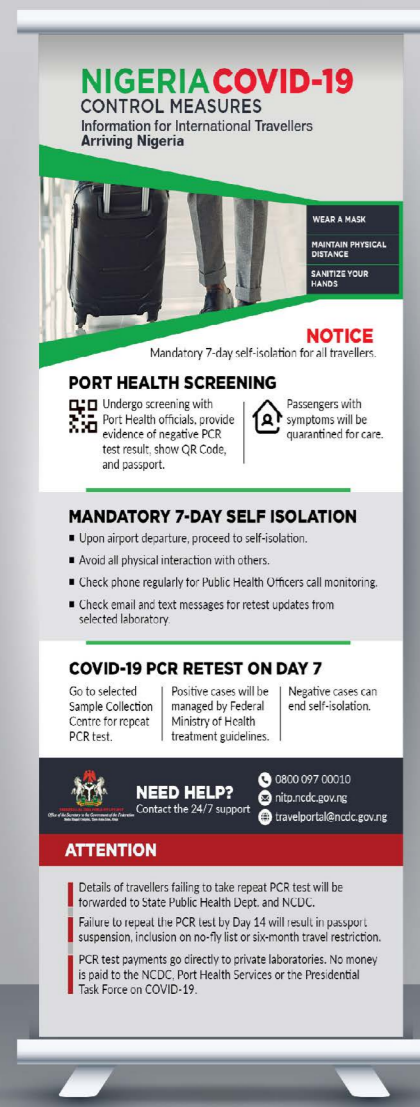 NIGERIA COVID-19
CONTROL MEASURES
Information for International Travellers
Arriving Nigeria
WEAR A MASK
MAINTAIN PHYSICAL
DISTANCE
SANITIZE YOUR
HANDS
NOTICE
Mandatory 7-day self-isolation for all travellers.
PORT HEALTH SCREENING
Undergo screening with
Port Health officials, provide
evidence of negative PCR
test result, show QR Code,
and passport.
Passengers with
symptoms will be
quarantined for care.
MANDATORY 7-DAY SELF ISOLATION
■ Upon airport departure, proceed to self-isolation.
■ Avoid all physical interaction with others.
■ Check phone regularly for Public Health Officers call monitoring.
■ Check email and text messages for retest updates from
selected laboratory.
COVID-19 PCR RETEST ON DAY 7
Go to selected
Sample Collection
Centre for repeat
PCR test.
Positive cases will be
managed by Federal
Ministry of Health
treatment guidelines.
Negative cases can
end self-isolation.
NEED HELP?
Contact the 24/7 support
0800 097 00010
nitp.ncdc.gov.ng
travelportal@ncdc.gov.ng
ATTENTION
Details of travellers failing to take repeat PCR test will be
forwarded to State Public Health Dept. and NCDC.
Failure to repeat the PCR test by Day 14 will result in passport
suspension, inclusion on no-fly list or six-month travel restriction.
PCR test payments go directly to private laboratories. No money
is paid to the NCDC, Port Health Services or the Presidential
Task Force on COVID-19.